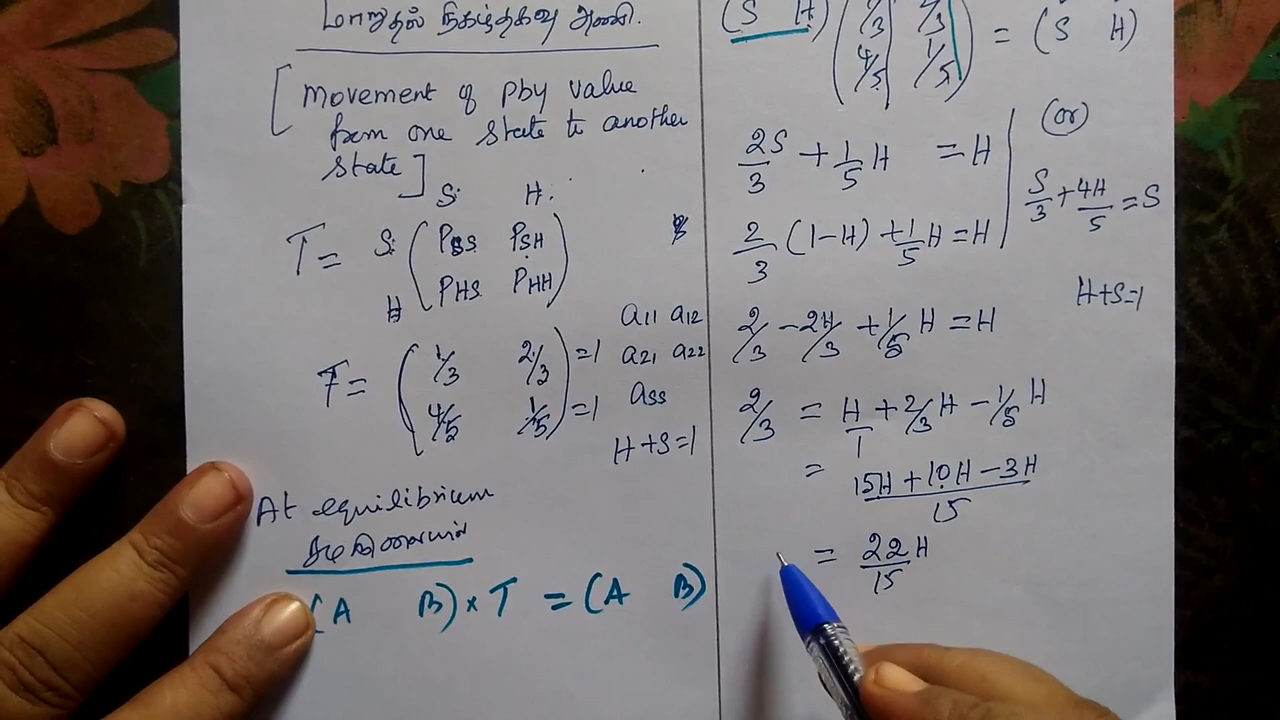 மாறுதல் நிகழ்தகவு அணி.
[Movement of pby value
from one state to another
state]
S: H:
T= S: (PSS PSH
H PHS PHH)
a11 a12
T= (1/3 2/3 =1 a21 a22
4/5 1/5) =1 ass
H+S=1
At equilibrium
சமநிலையில்
(A B)×T =(A B)
(S H) (1/3 2/3
4/5 1/5) = (S H)
2S/3 + 1/5 H =H
2/3 (1-H) +1/5 H=H
2/3 -2H/3 +1/5 H =H
2/3 = H/1 +2/3 H -1/5 H
= 15H+10H-3H/15
= 22H/15
(or)
S/3 + 4H/5 =S
H+S=1